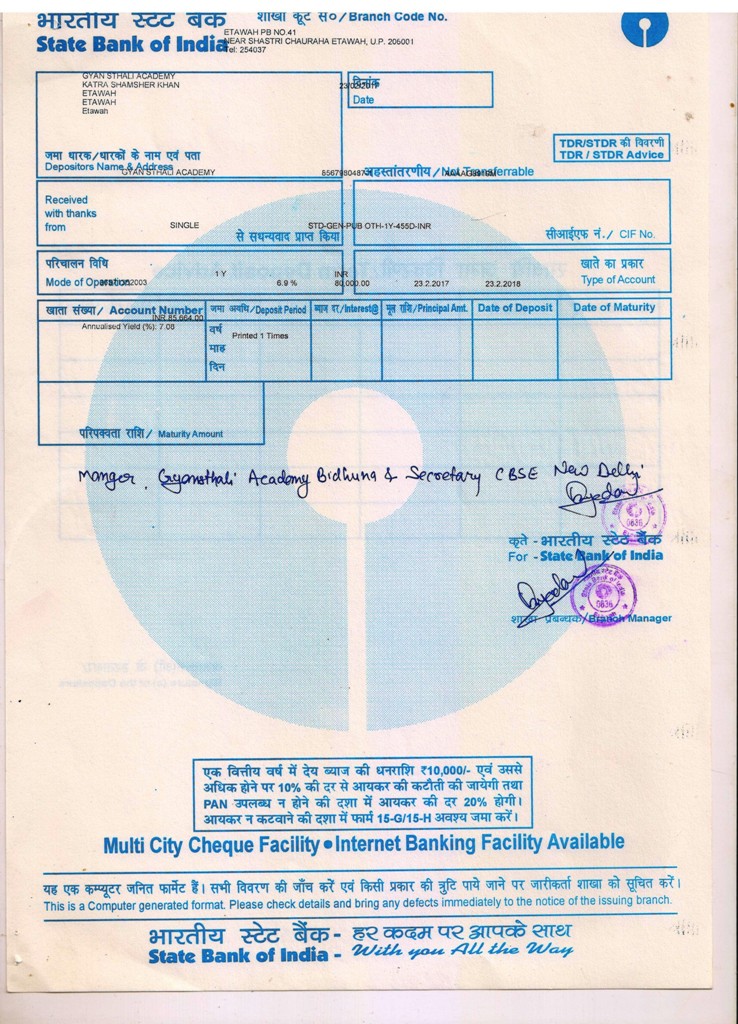 भारतीय स्टेट बैंक
शाखा कूट सं०/Branch Code No.
State Bank of India
ETAWAH PB NO.41
NEAR SHASTRI CHAURAHA ETAWAH, U.P. 206001
Tel: 254037
GYAN STHALI ACADEMY
KATRA SHAMSHER KHAN
ETAWAH
ETAWAH
Etawah
दिनांक
Date
जमा धारक/धारकों के नाम एवं पता
Depositors Name & Address
TDR/STDR की विवरणी
TDR / STDR Advice
GYAN STHALI ACADEMY
अहस्तांतरणीय / Not Transferrable
Received
with thanks
from
SINGLE
से सधन्यवाद प्राप्त किया
STD-GEN-PUB OTH-1Y-455D-INR
सीआईएफ नं./ CIF No.
परिचालन विधि
Mode of Operation
1 Y
6.9 %
INR
80,000.00
23.2.2017
23.2.2018
खाते का प्रकार
Type of Account
खाता संख्या/ Account Number
जमा अवधि/Deposit Period
ब्याज दर/Interest@
मूल राशि/Principal Amt.
Date of Deposit
Date of Maturity
INR 85,664.00
Annualised Yield (%): 7.08
वर्ष
माह
दिन
Printed 1 Times
परिपक्वता राशि/ Maturity Amount
Manger, Gyansthali Academy Bidhuna & Secretary CBSE New Delhi
कृते - भारतीय स्टेट बैंक
For - State Bank of India
0636
शाखा प्रबन्धक/Branch Manager
एक वित्तीय वर्ष में देय ब्याज की धनराशि ₹10,000/- एवं उससे
अधिक होने पर 10% की दर से आयकर की कटौती की जायेगी तथा
PAN उपलब्ध न होने की दशा में आयकर की दर 20% होगी।
आयकर न कटवाने की दशा में फार्म 15-G/15-H अवश्य जमा करें।
Multi City Cheque Facility • Internet Banking Facility Available
यह एक कम्प्यूटर जनित फार्मेट हैं। सभी विवरण की जाँच करें एवं किसी प्रकार की त्रुटि पाये जाने पर जारीकर्ता शाखा को सूचित करें।
This is a Computer generated format. Please check details and bring any defects immediately to the notice of the issuing branch.
भारतीय स्टेट बैंक- हर कदम पर आपके साथ
State Bank of India - With you All the Way